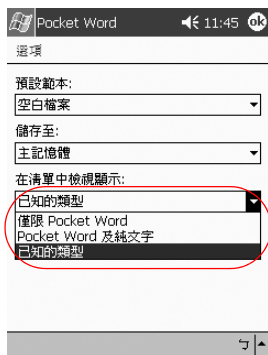 Pocket Word 11:45 ok
選項
預設範本:
空白檔案
儲存至:
主記憶體
在清單中檢視顯示:
已知的類型
僅限 Pocket Word
Pocket Word 及純文字
已知的類型
ㄅ